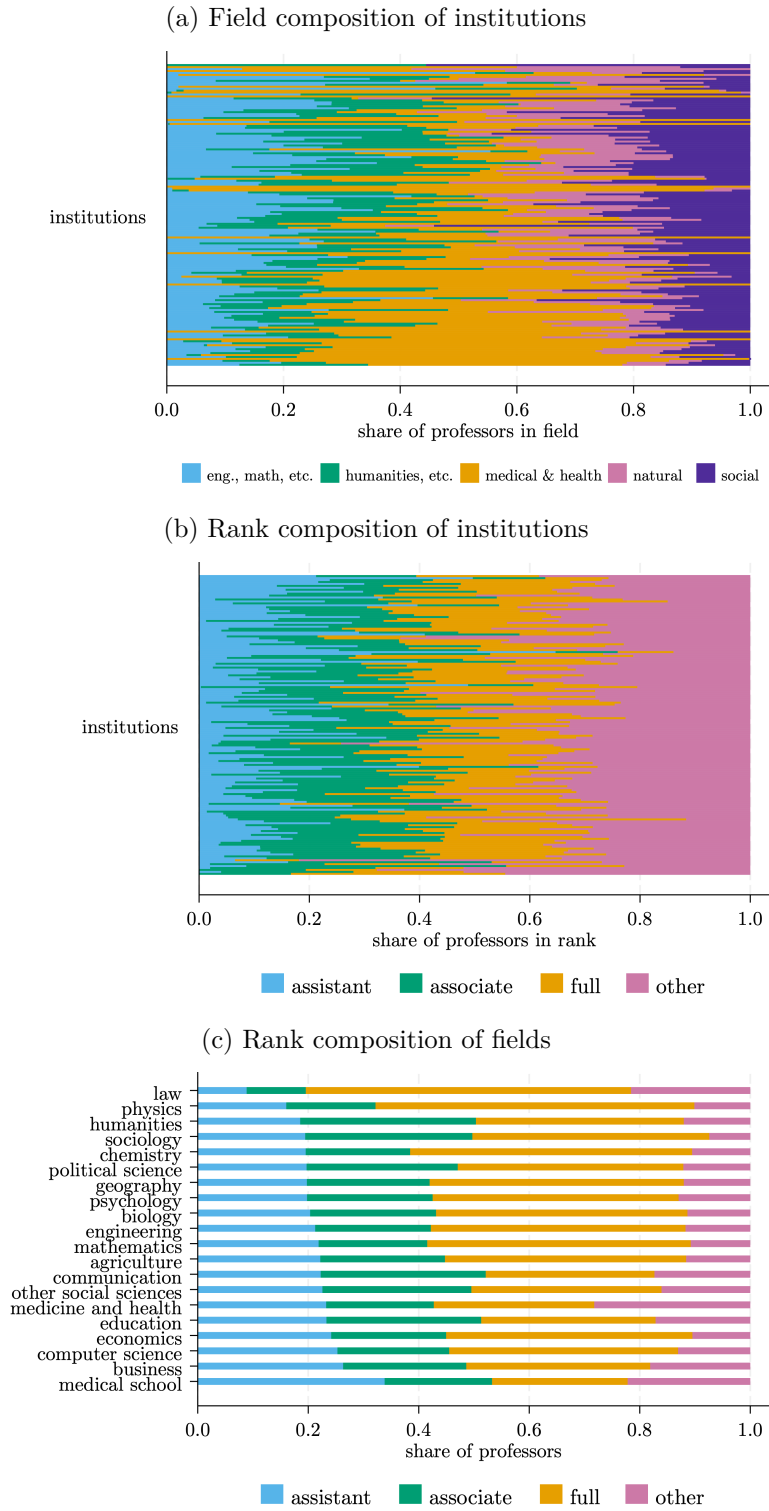 (a) Field composition of institutions
institutions
0.0 0.2 0.4 0.6 0.8 1.0
share of professors in field
eng., math, etc. humanities, etc. medical & health natural social
(b) Rank composition of institutions
institutions
0.0 0.2 0.4 0.6 0.8 1.0
share of professors in rank
assistant associate full other
(c) Rank composition of fields
law
physics
humanities
sociology
chemistry
political science
geography
psychology
biology
engineering
mathematics
agriculture
communication
other social sciences
medicine and health
education
economics
computer science
business
medical school
0.0 0.2 0.4 0.6 0.8 1.0
share of professors
assistant associate full other